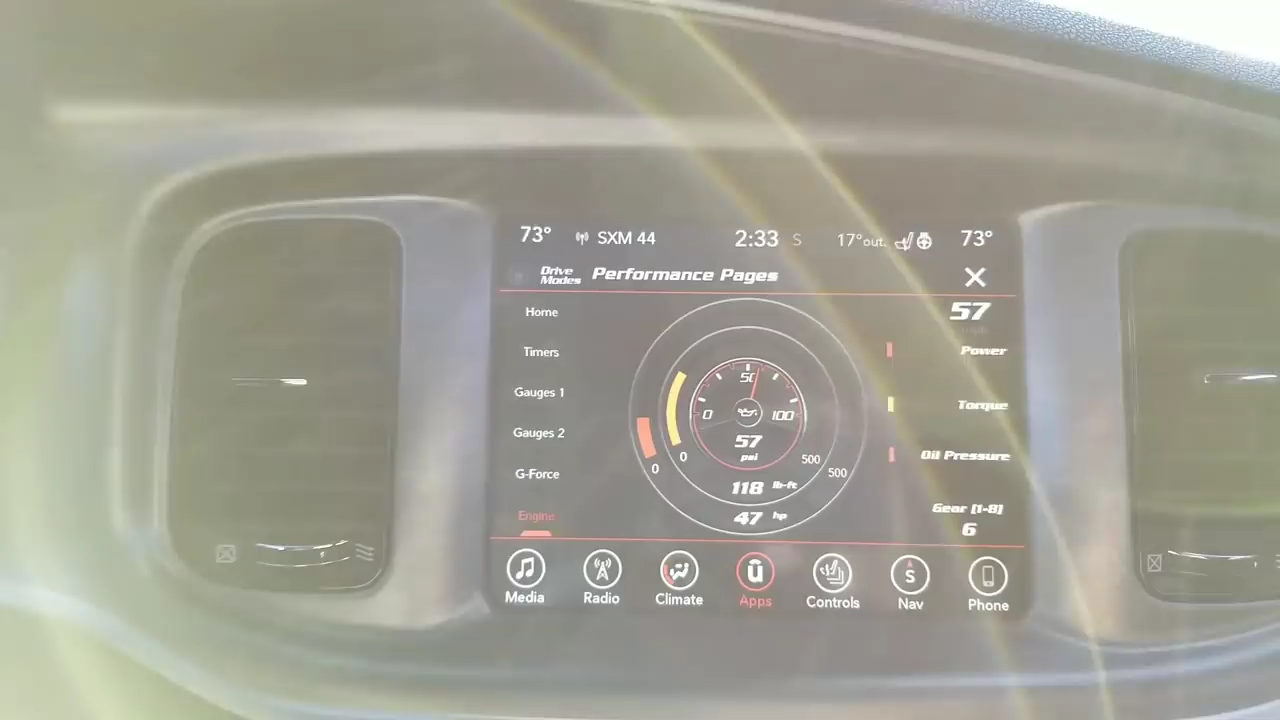 73° SXM 44 2:33 S 17°out. 73°
Drive Modes Performance Pages X
57
Home
Timers
Gauges 1
Gauges 2
G-Force
Engine
50
0 100
57
psi
0 0 500 500
118 lb-ft
47 hp
Power
Torque
Oil Pressure
Gear [1-8]
6
Media Radio Climate Apps Controls Nav Phone